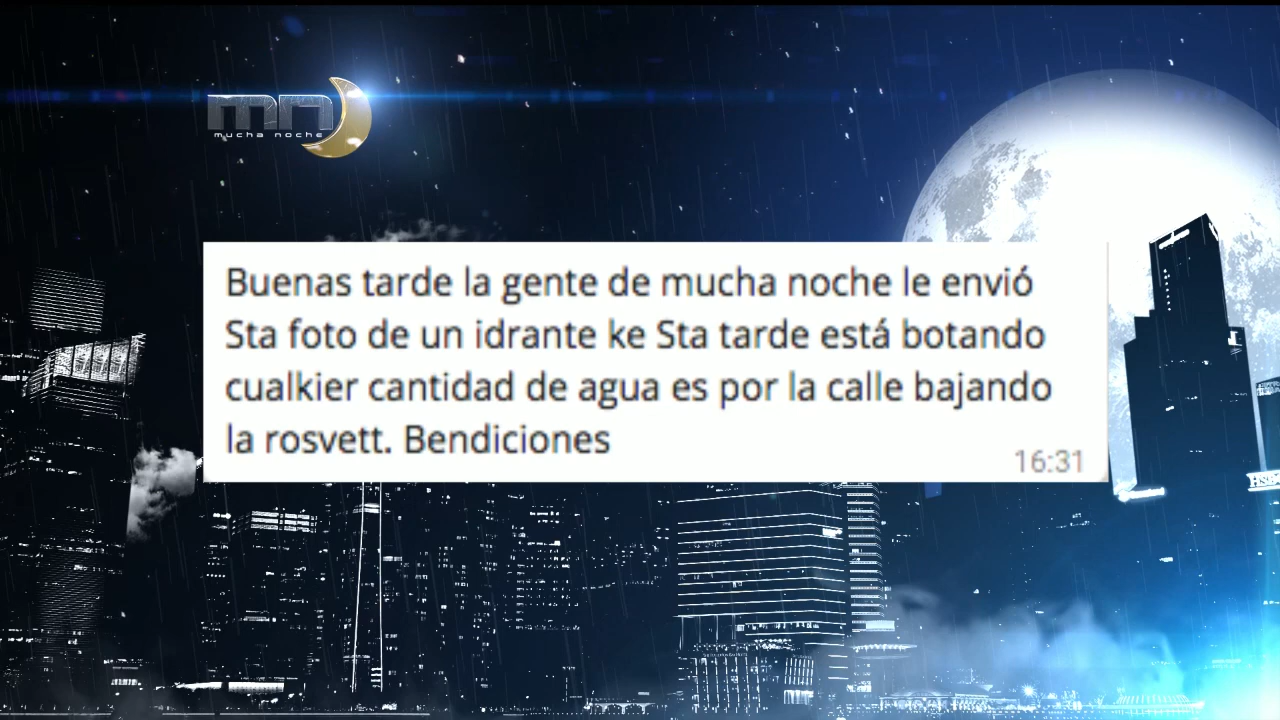 mn
mucha noche
Buenas tarde la gente de mucha noche le envió
Sta foto de un idrante ke Sta tarde está botando
cualkier cantidad de agua es por la calle bajando
la rosvett. Bendiciones
16:31